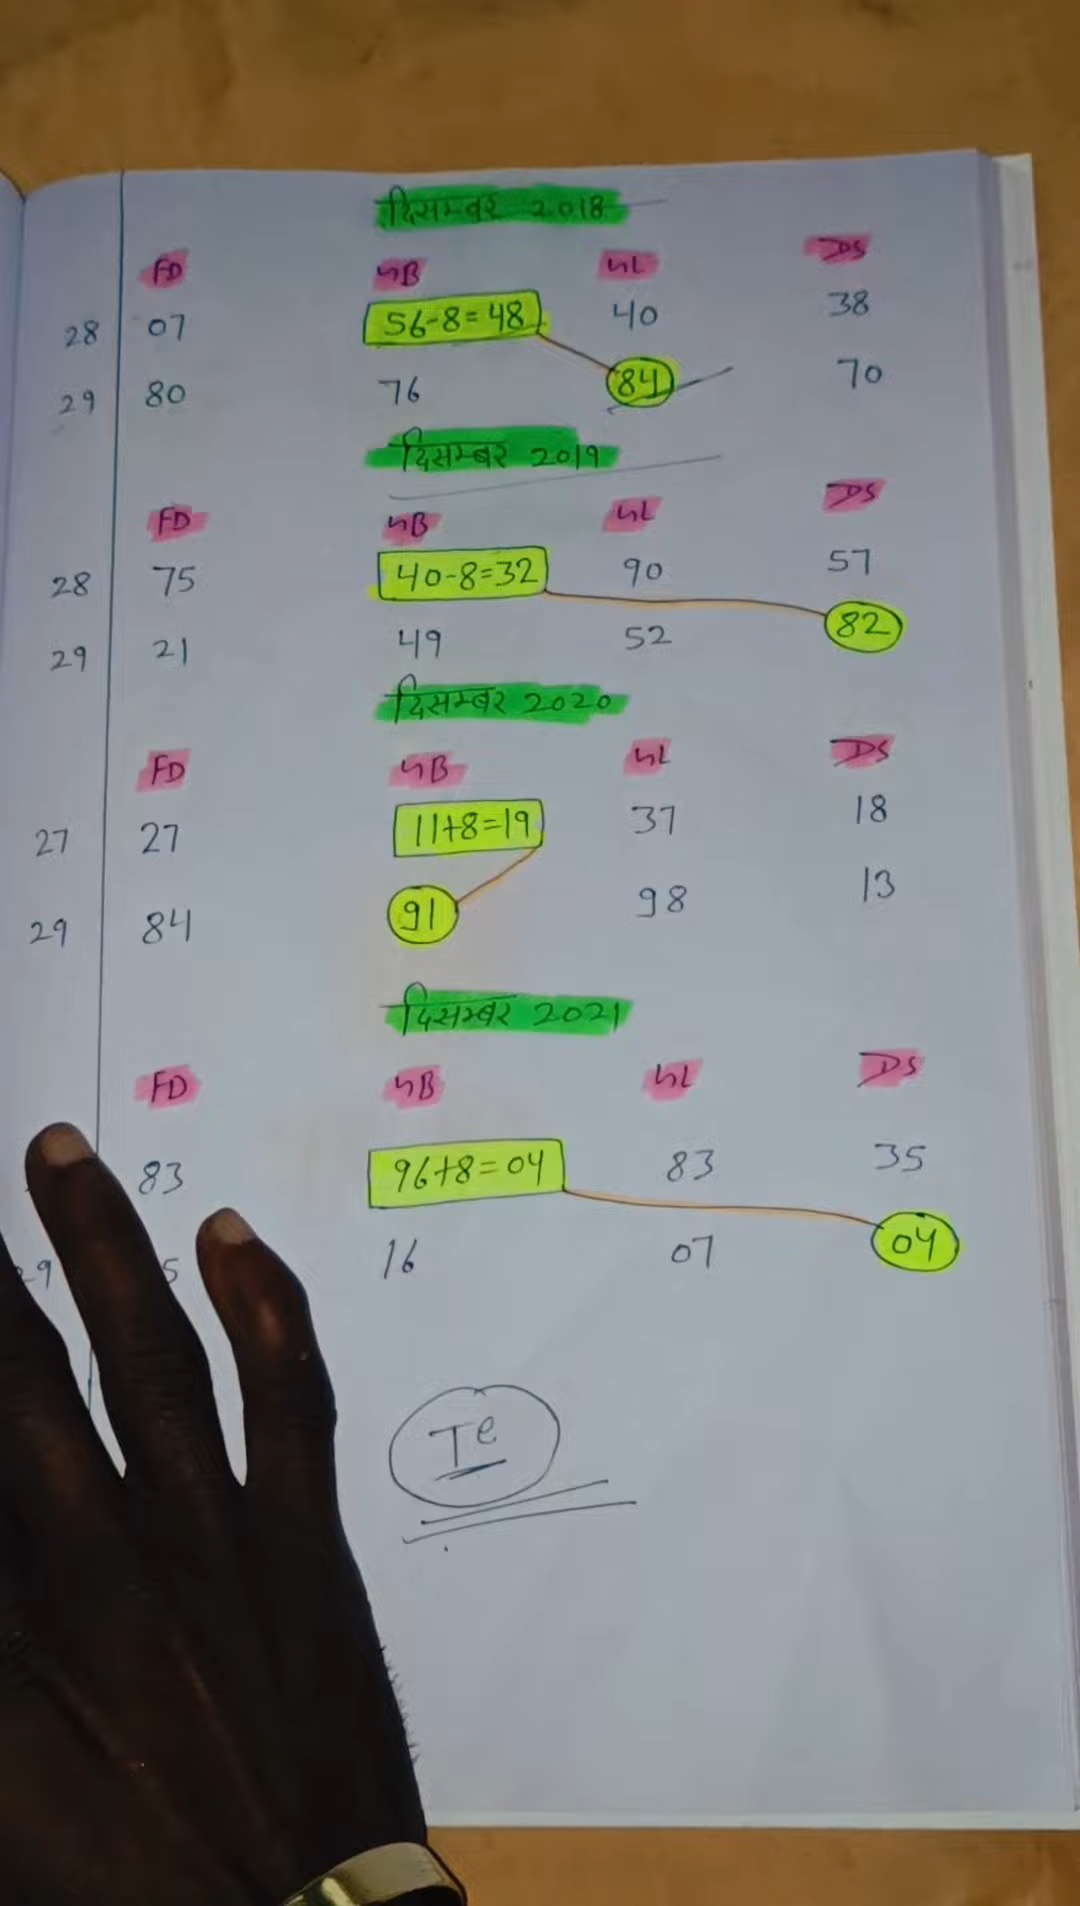 दिसम्बर 2018
FD GB GL DS
28 07 56-8=48 40 38
29 80 76 84 70
दिसम्बर 2019
FD GB GL DS
28 75 40-8=32 90 57
29 21 49 52 82
दिसम्बर 2020
FD GB GL DS
27 27 11+8=19 37 18
29 84 91 98 13
दिसम्बर 2021
FD GB GL DS
83 96+8=04 83 35
29 5 16 07 04
Te